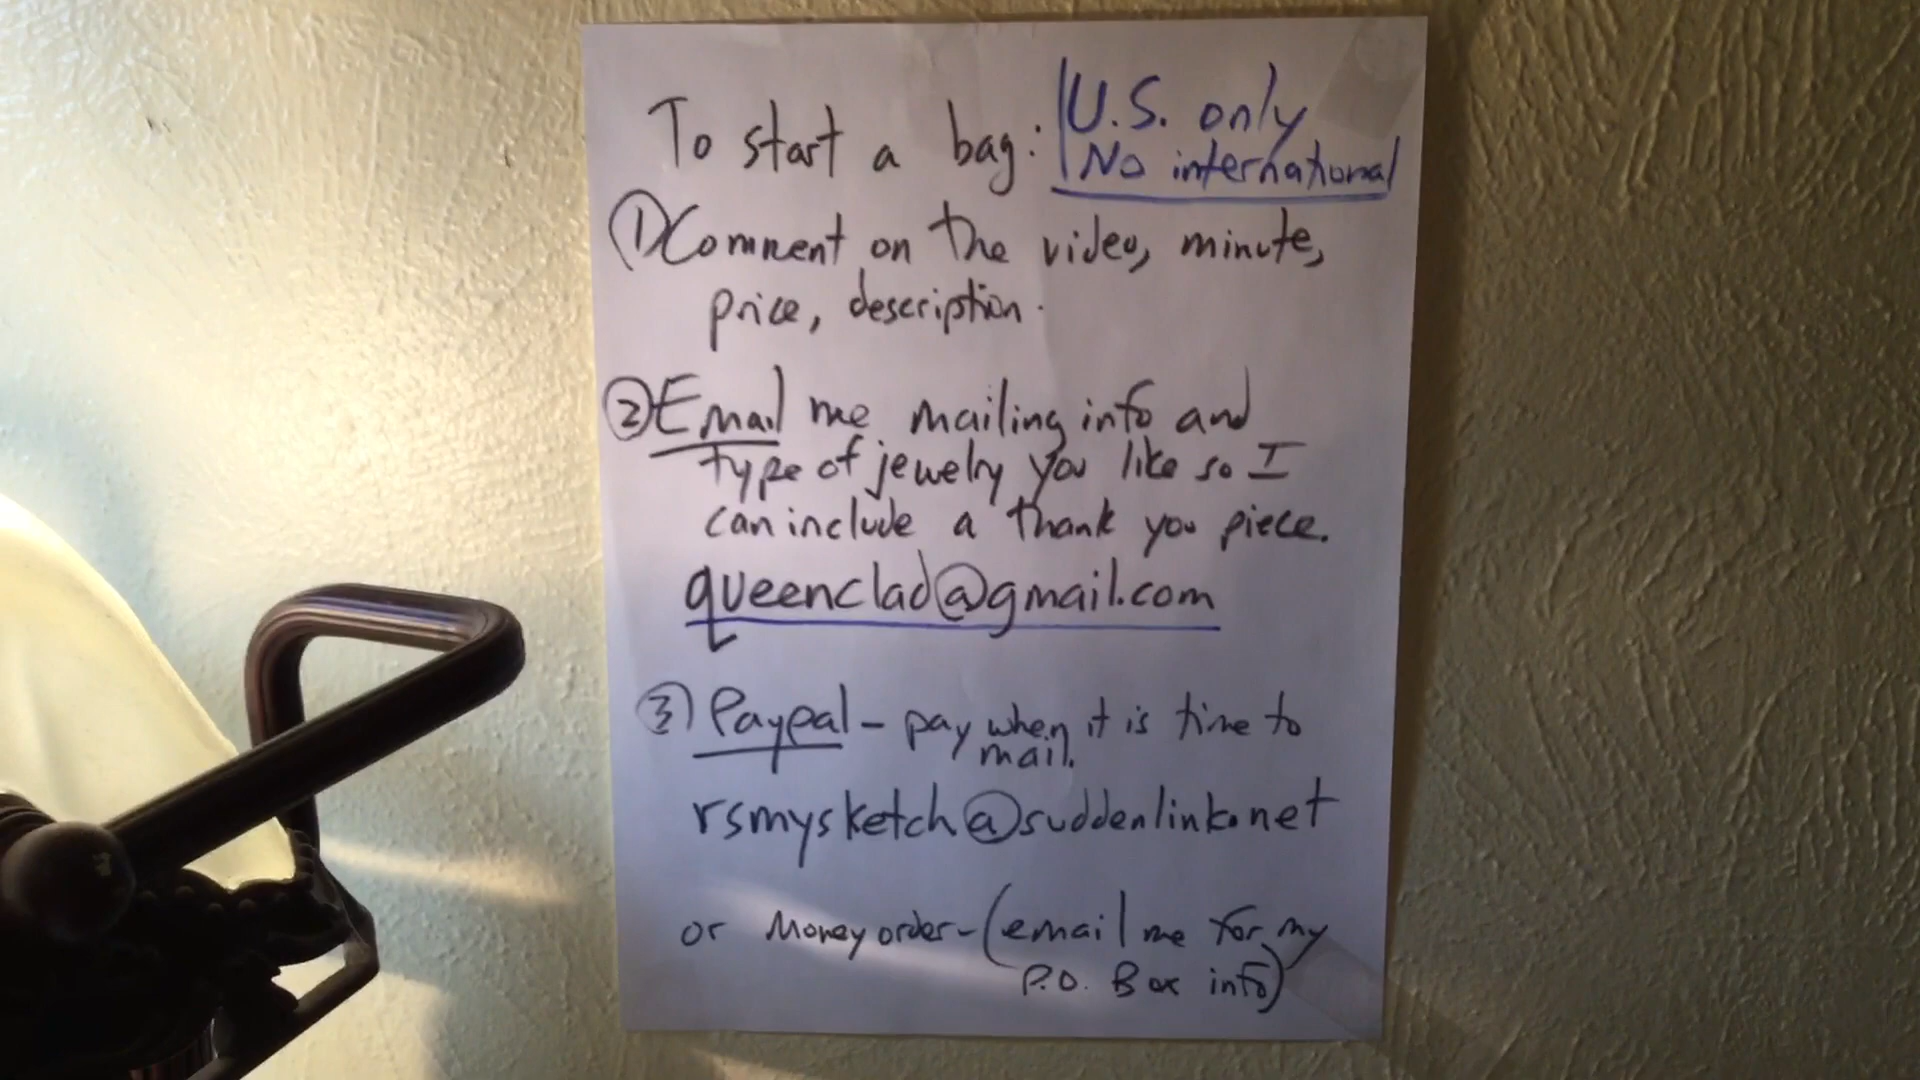 To start a bag: U.S. only
No international
① Comment on the video, minute,
price, description.
② Email me mailing info and
type of jewelry you like so I
can include a thank you piece.
queenclad@gmail.com
③ Paypal - pay when it is time to
mail.
rsmysketch@suddenlink.net
or Money order - (email me for my
P.O. Box info)